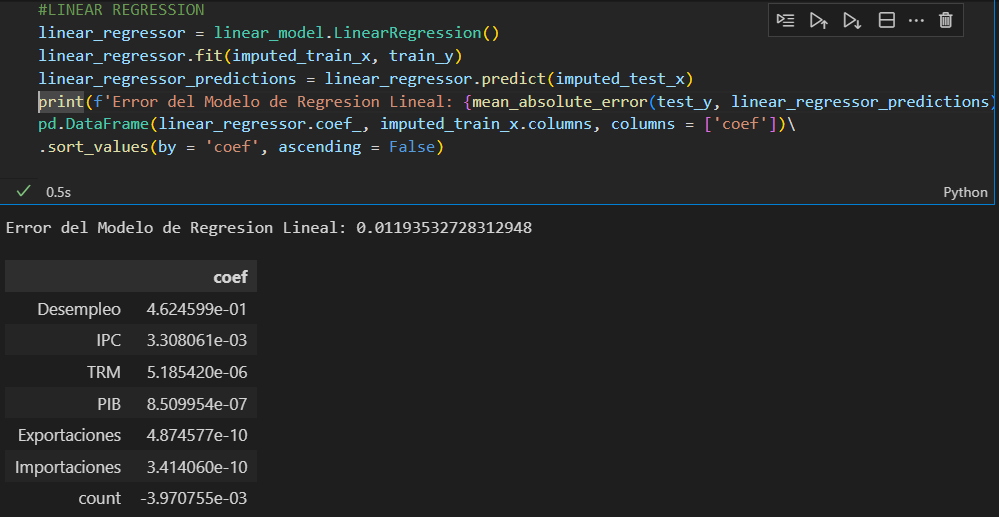 #LINEAR REGRESSION
linear_regressor = linear_model.LinearRegression()
linear_regressor.fit(imputed_train_x, train_y)
linear_regressor_predictions = linear_regressor.predict(imputed_test_x)
print(f'Error del Modelo de Regresion Lineal: {mean_absolute_error(test_y, linear_regressor_predictions)
pd.DataFrame(linear_regressor.coef_, imputed_train_x.columns, columns = ['coef'])\
.sort_values(by = 'coef', ascending = False)
0.5s Python
Error del Modelo de Regresion Lineal: 0.01193532728312948
coef
Desempleo 4.624599e-01
IPC 3.308061e-03
TRM 5.185420e-06
PIB 8.509954e-07
Exportaciones 4.874577e-10
Importaciones 3.414060e-10
count -3.970755e-03